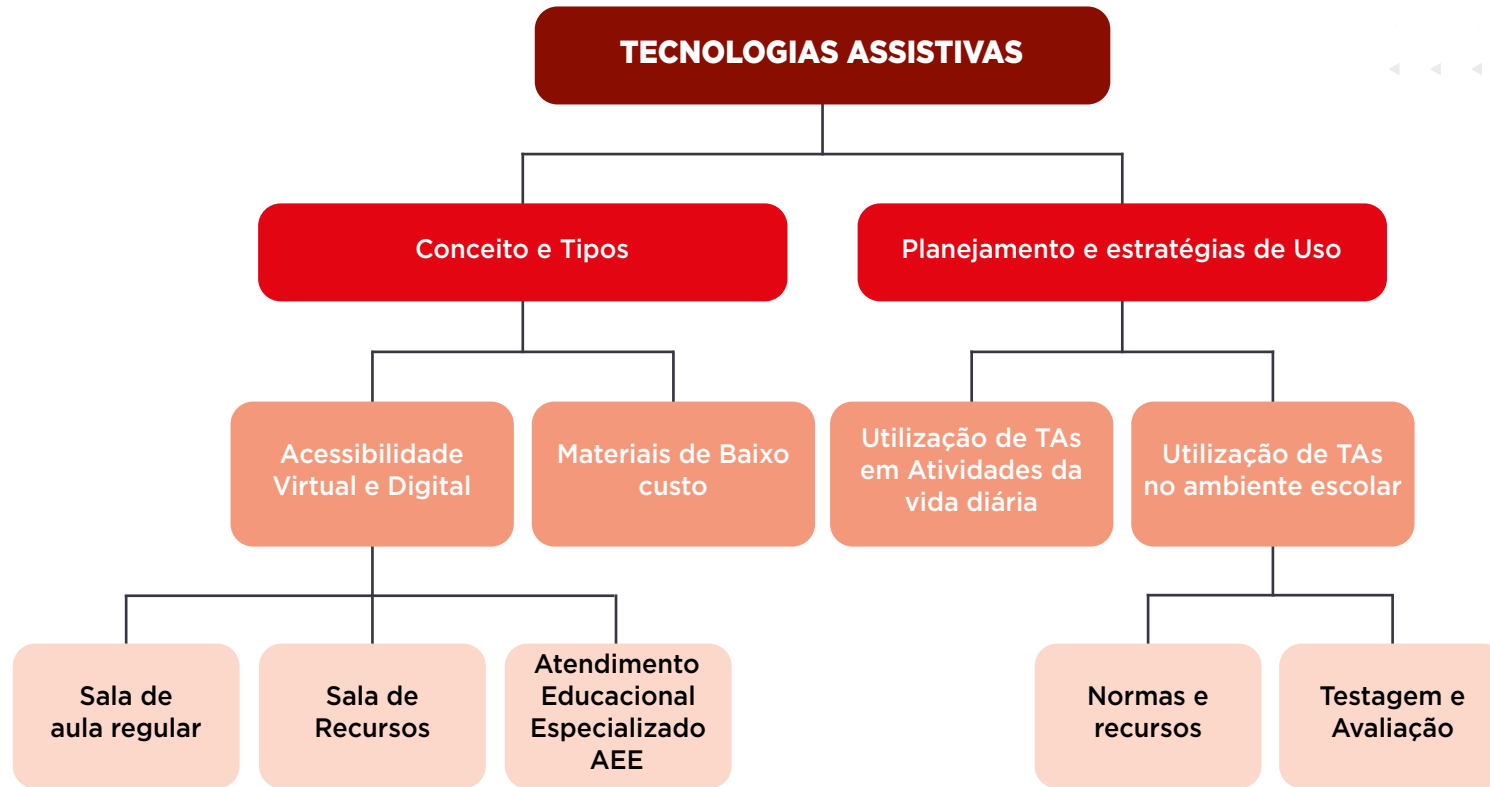 TECNOLOGIAS ASSISTIVAS
Conceito e Tipos
Planejamento e estratégias de Uso
Acessibilidade
Virtual e Digital
Materiais de Baixo
custo
Utilização de TAs
em Atividades da
vida diária
Utilização de TAs
no ambiente escolar
Sala de
aula regular
Sala de
Recursos
Atendimento
Educacional
Especializado
AEE
Normas e
recursos
Testagem e
Avaliação